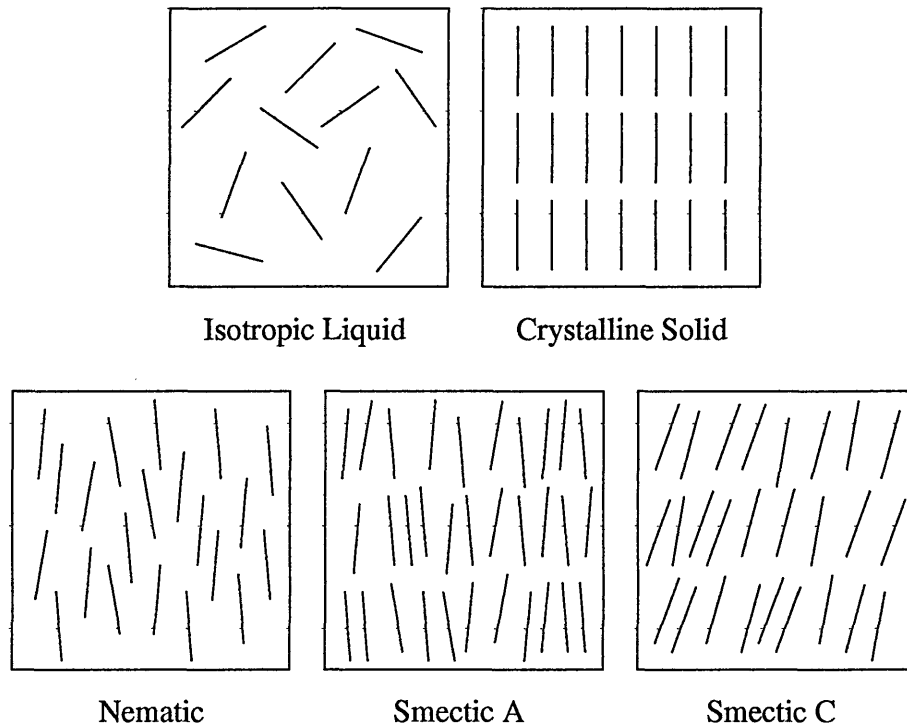 Isotropic Liquid
Crystalline Solid
Nematic
Smectic A
Smectic C